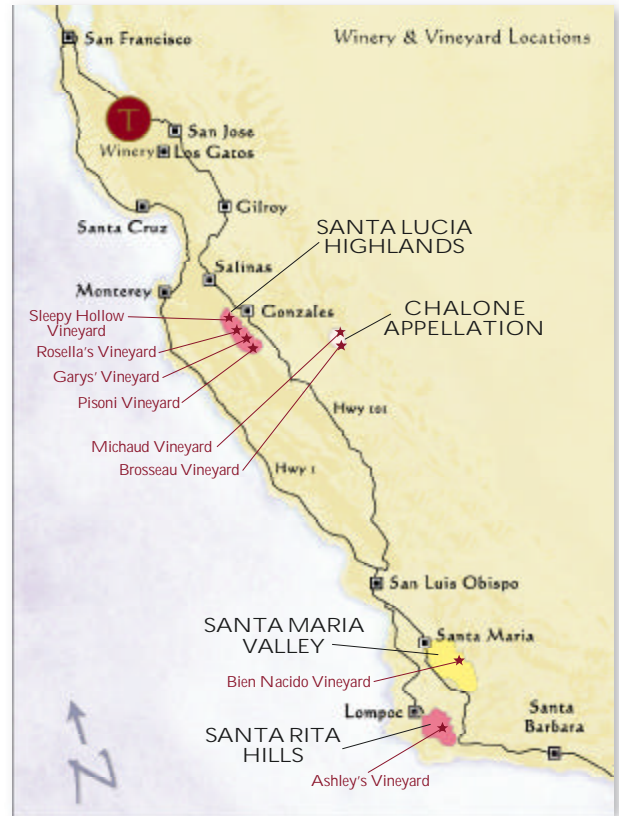 San Francisco
Winery & Vineyard Locations
T
San Jose
Winery
Los Gatos
Santa Cruz
Gilroy
SANTA LUCIA
HIGHLANDS
Salinas
Monterey
Gonzales
CHALONE
APPELLATION
Sleepy Hollow
Vineyard
Rosella's Vineyard
Garys' Vineyard
Pisoni Vineyard
Hwy 101
Michaud Vineyard
Brosseau Vineyard
Hwy 1
San Luis Obispo
SANTA MARIA
VALLEY
Santa Maria
Bien Nacido Vineyard
Lompoc
Santa
Barbara
SANTA RITA
HILLS
Ashley's Vineyard
N